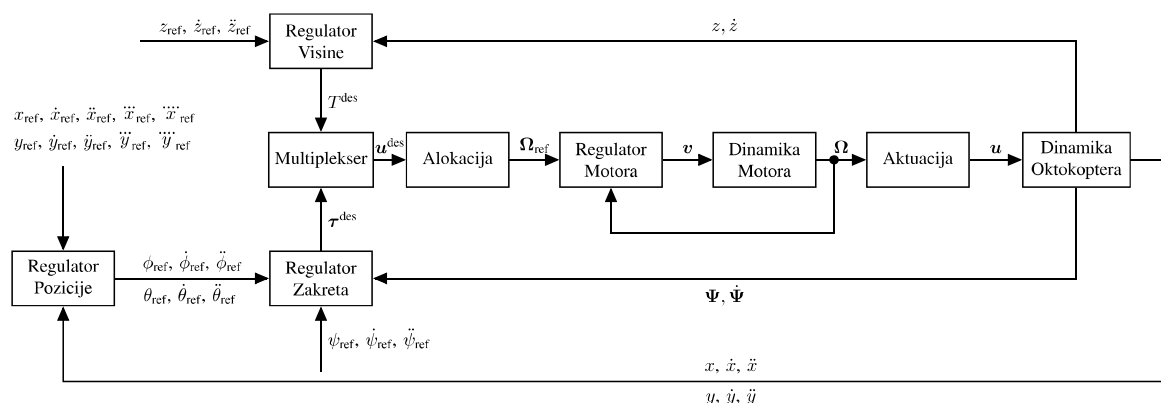 z_ref, ż_ref, z̈_ref
Regulator
Visine
z, ż
T^des
x_ref, ẋ_ref, ẍ_ref, x⃛_ref, x⃜_ref
y_ref, ẏ_ref, ÿ_ref, y⃛_ref, y⃜_ref
Multiplekser
u^des
Alokacija
Ω_ref
Regulator
Motora
v
Dinamika
Motora
Ω
Aktuacija
u
Dinamika
Oktokoptera
τ^des
Regulator
Pozicije
ϕ_ref, ϕ̇_ref, ϕ̈_ref
θ_ref, θ̇_ref, θ̈_ref
Regulator
Zakreta
Ψ, Ψ̇
ψ_ref, ψ̇_ref, ψ̈_ref
x, ẋ, ẍ
y, ẏ, ÿ